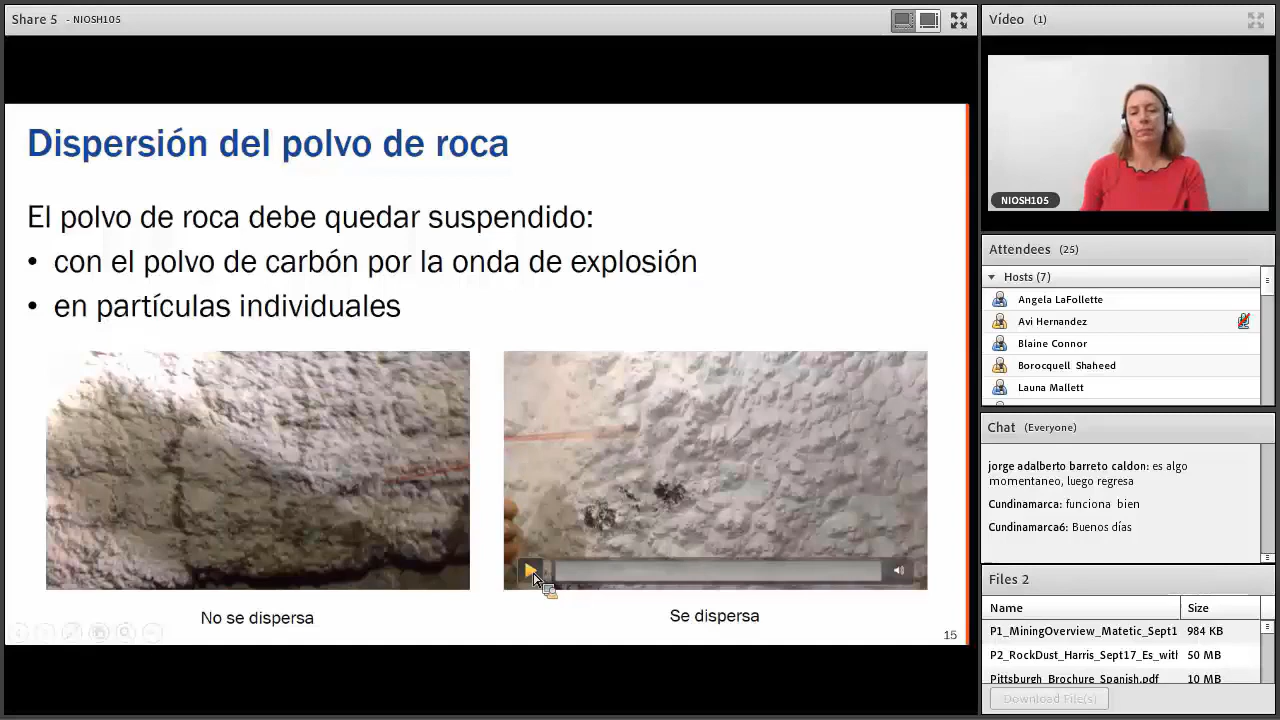 Share 5 - NIOSH105
Dispersión del polvo de roca
El polvo de roca debe quedar suspendido:
• con el polvo de carbón por la onda de explosión
• en partículas individuales
No se dispersa
Se dispersa
15
Vídeo (1)
NIOSH105
Attendees (25)
Hosts (7)
Angela LaFollette
Avi Hernandez
Blaine Connor
Borocquell Shaheed
Launa Mallett
Chat (Everyone)
jorge adalberto barreto caldon: es algo
momentaneo, luego regresa
Cundinamarca: funciona bien
Cundinamarca6: Buenos días
Files 2
Name Size
P1_MiningOverview_Matetic_Sept1 984 KB
P2_RockDust_Harris_Sept17_Es_witl 50 MB
Pittsburgh_Brochure_Spanish.pdf 10 MB
Download File(s)